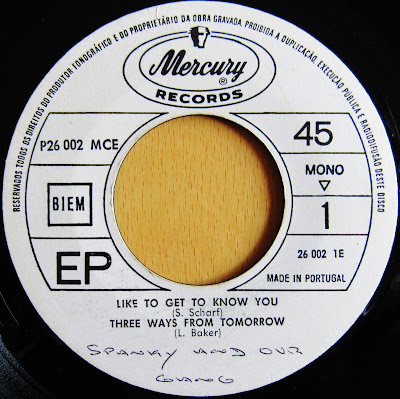 RESERVADOS TODOS OS DIREITOS DO PRODUTOR FONOGRÁFICO E DO PROPRIETÁRIO DA OBRA GRAVADA. PROIBIDA A DUPLICAÇÃO, EXECUÇÃO PÚBLICA E RADIODIFUSÃO DESTE DISCO
Mercury
®
RECORDS
P26 002 MCE
45
BIEM
MONO
1
EP
26 002 1E
MADE IN PORTUGAL
LIKE TO GET TO KNOW YOU
(S. Scharf)
THREE WAYS FROM TOMORROW
(L. Baker)
SPANKY AND OUR
GANG